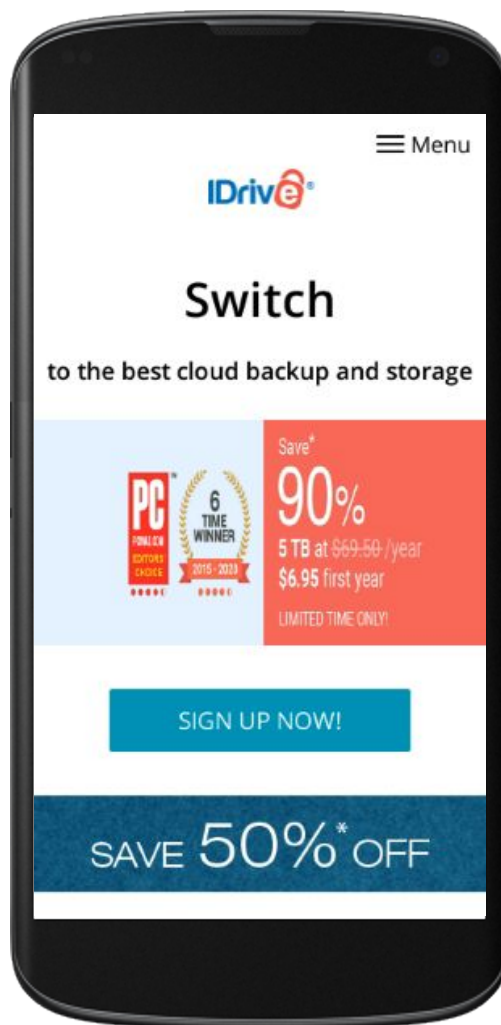 Menu
IDrive®
Switch
to the best cloud backup and storage
PC
EDITORS'
CHOICE
6
TIME
WINNER
2015 - 2023
Save*
90%
5 TB at $69.50 /year
$6.95 first year
LIMITED TIME ONLY!
SIGN UP NOW!
SAVE 50%* OFF